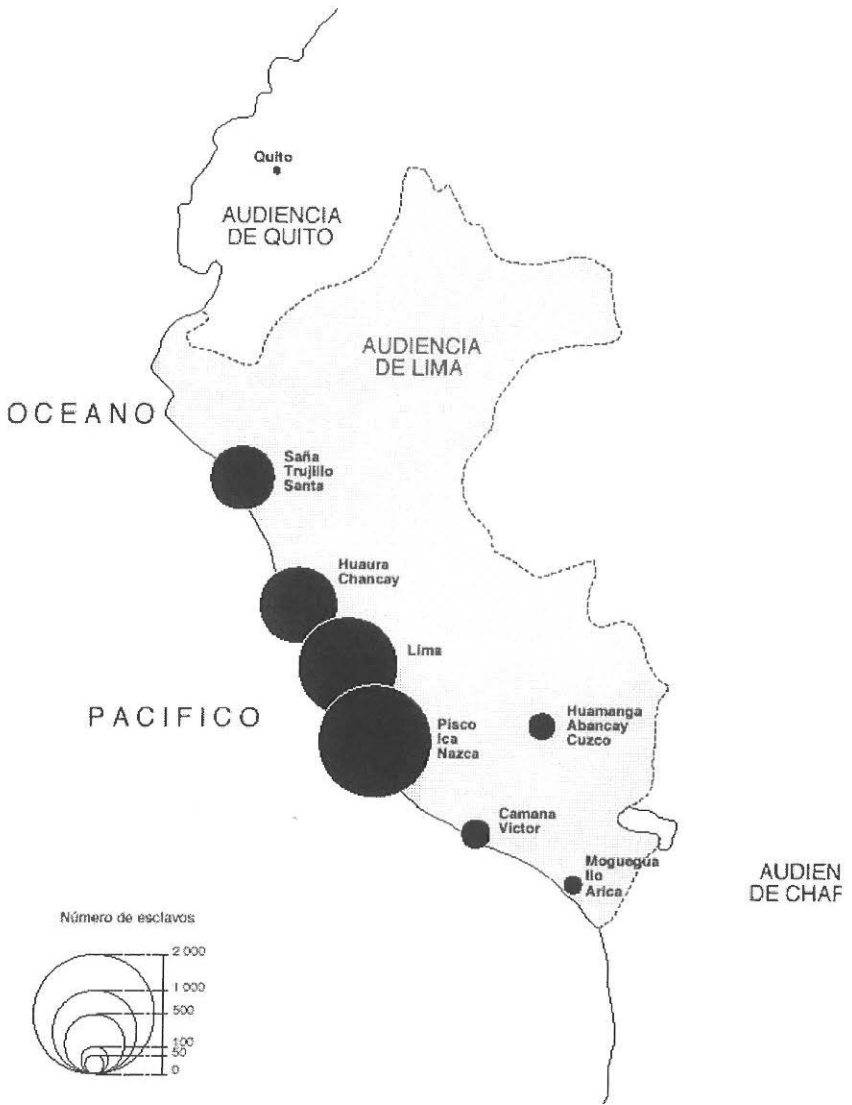 Quito
AUDIENCIA
DE QUITO
AUDIENCIA
DE LIMA
OCEANO
Saña
Trujillo
Santa
Huaura
Chancay
Lima
PACIFICO
Pisco
Ica
Nazca
Huamanga
Abancay
Cuzco
Camana
Victor
Moguegua
Ilo
Arica
AUDIEN
DE CHAR
Número de esclavos
2 000
1 000
500
100
50
0